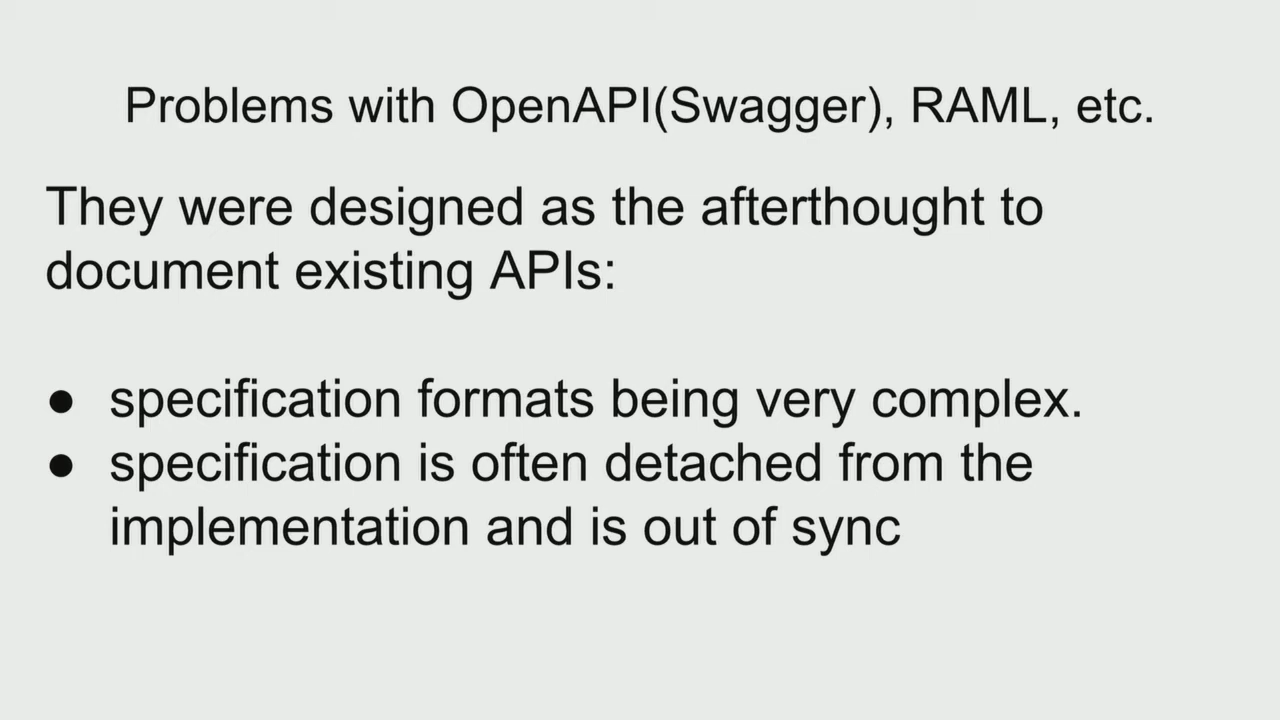 Problems with OpenAPI(Swagger), RAML, etc.
They were designed as the afterthought to
document existing APIs:
● specification formats being very complex.
● specification is often detached from the
implementation and is out of sync